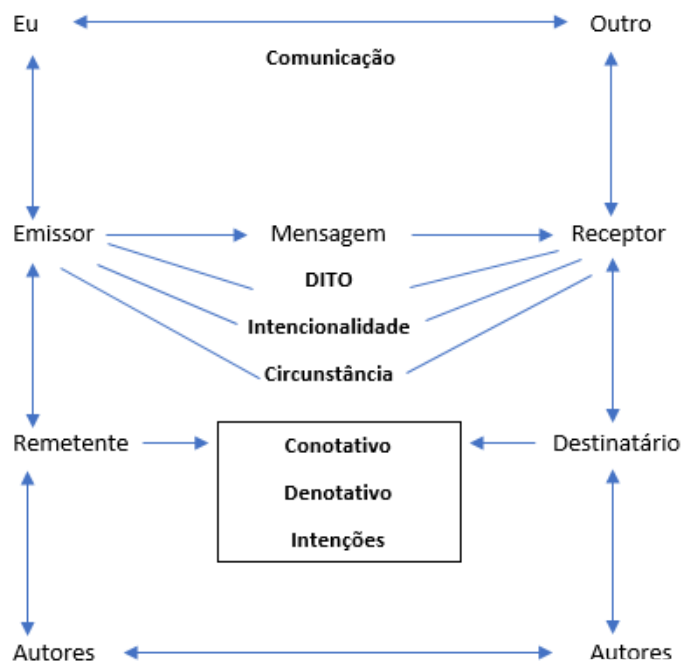 Eu
Outro
Comunicação
Emissor
Mensagem
Receptor
DITO
Intencionalidade
Circunstância
Remetente
Conotativo
Destinatário
Denotativo
Intenções
Autores
Autores